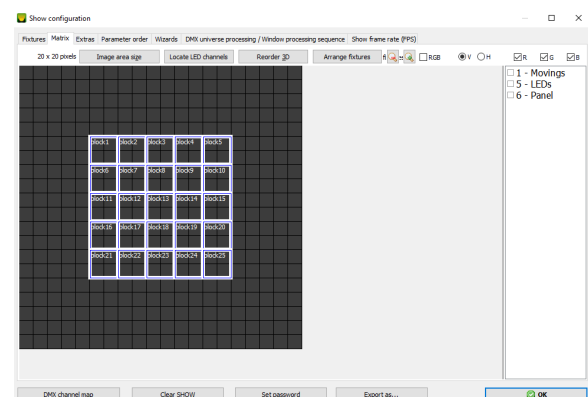 Show configuration
Fixtures Matrix Extras Parameter order Wizards DMX universe processing / Window processing sequence Show frame rate (FPS)
20 x 20 pixels Image area size Locate LED channels Reorder 3D Arrange fixtures RGB V H R G B
1 - Movings
5 - LEDs
6 - Panel
block1 block2 block3 block4 block5
block6 block7 block8 block9 block10
block11 block12 block13 block14 block15
block16 block17 block18 block19 block20
block21 block22 block23 block24 block25
DMX channel map Clear SHOW Set password Export as... OK